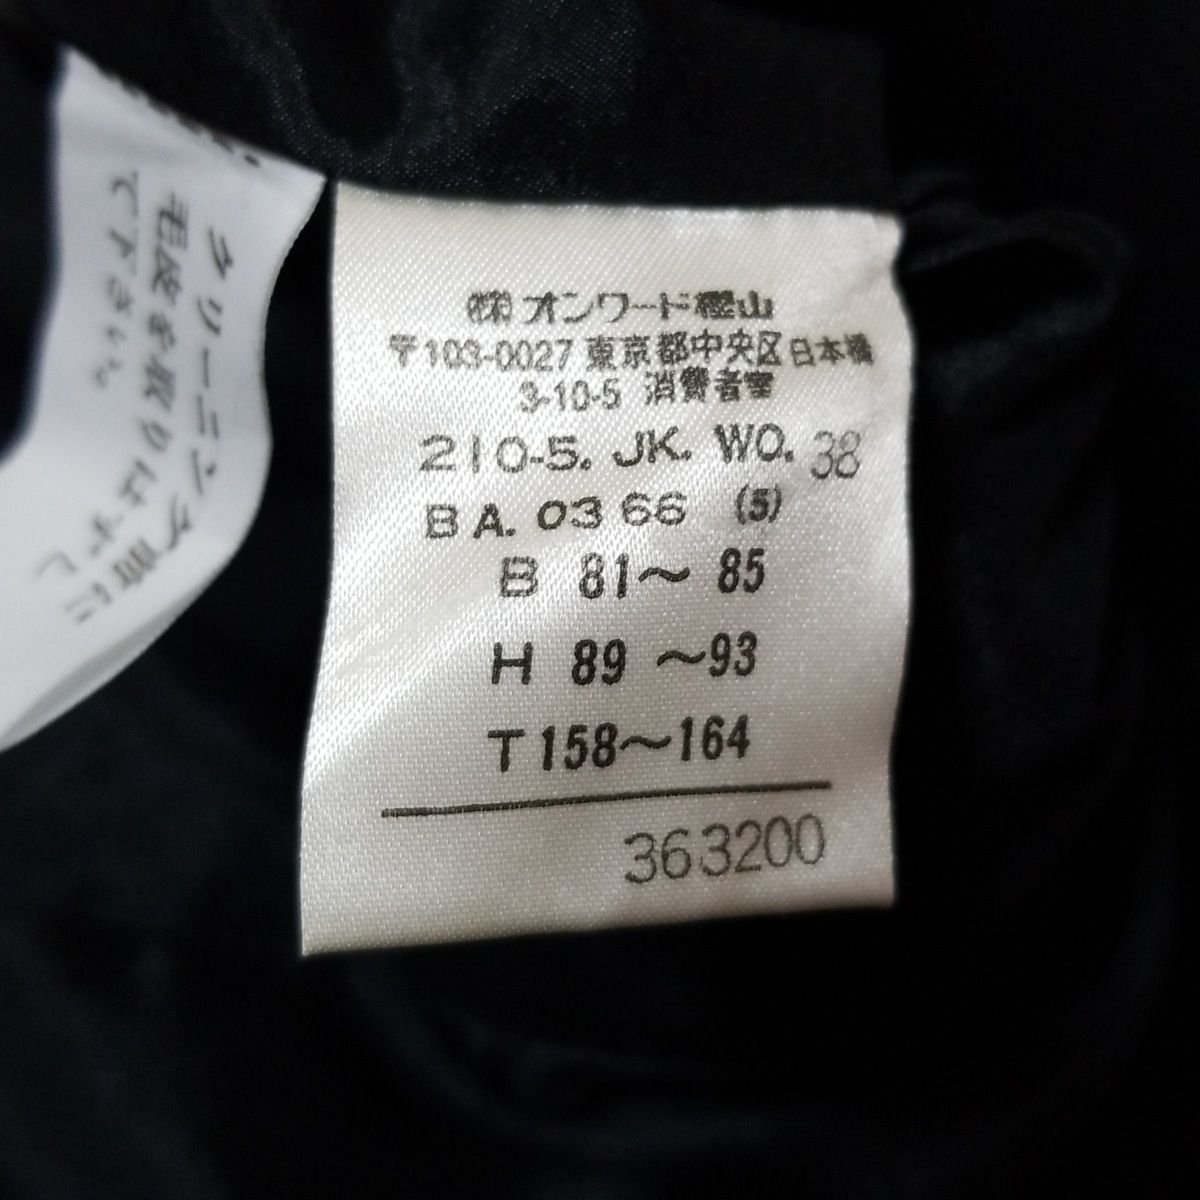 クリーニング前に
毛皮を取りはずし
て下さい。
㈱オンワード樫山
〒103-0027 東京都中央区日本橋
3-10-5 消費者室
210-5. JK. WO. 38
BA. 0366 (5)
B 81〜 85
H 89 〜93
T 158〜164
363200